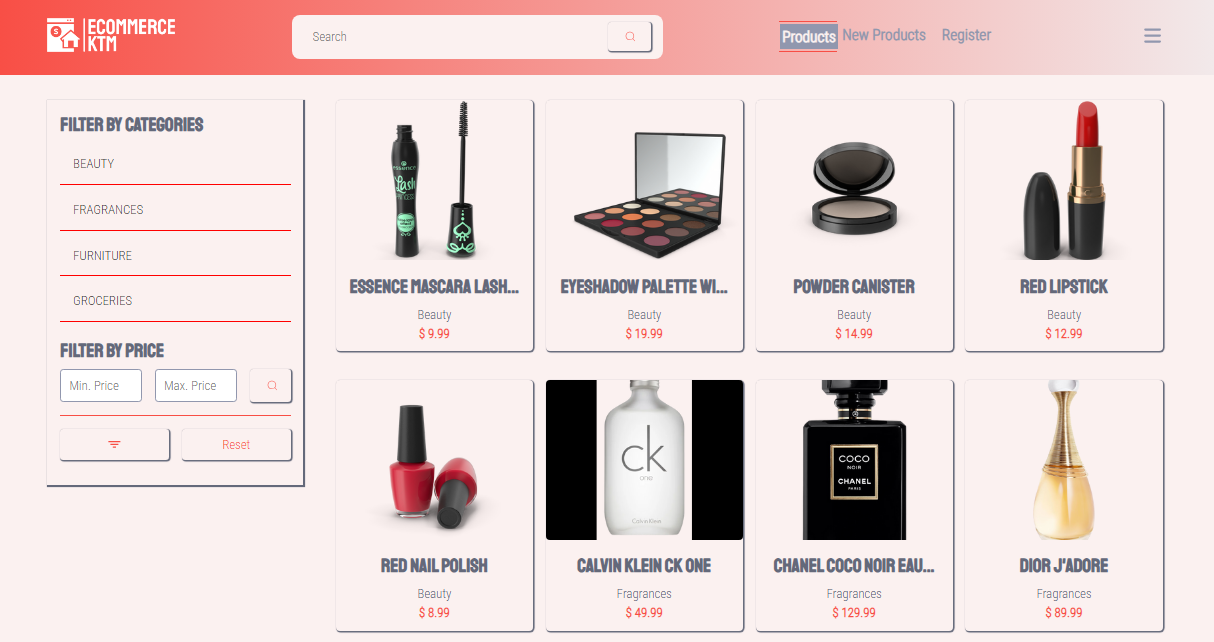 ECOMMERCE
KTM
Search
Products New Products Register
FILTER BY CATEGORIES
BEAUTY
FRAGRANCES
FURNITURE
GROCERIES
FILTER BY PRICE
Min. Price Max. Price
Reset
essence
Lash
ESSENCE MASCARA LASH...
Beauty
$ 9.99
EYESHADOW PALETTE WI...
Beauty
$ 19.99
POWDER CANISTER
Beauty
$ 14.99
RED LIPSTICK
Beauty
$ 12.99
RED NAIL POLISH
Beauty
$ 8.99
ck
one
Calvin Klein
CALVIN KLEIN CK ONE
Fragrances
$ 49.99
COCO
NOIR
CHANEL
PARIS
CHANEL COCO NOIR EAU...
Fragrances
$ 129.99
DIOR J'ADORE
Fragrances
$ 89.99